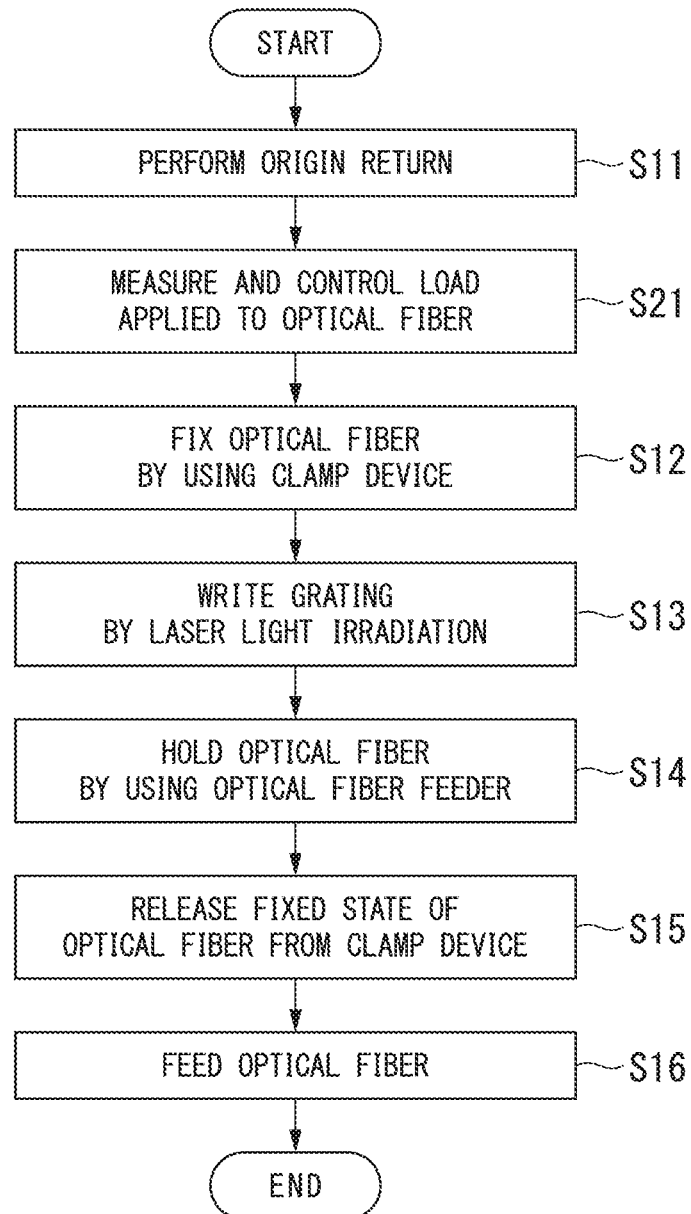 START
PERFORM ORIGIN RETURN
S11
MEASURE AND CONTROL LOAD
APPLIED TO OPTICAL FIBER
S21
FIX OPTICAL FIBER
BY USING CLAMP DEVICE
S12
WRITE GRATING
BY LASER LIGHT IRRADIATION
S13
HOLD OPTICAL FIBER
BY USING OPTICAL FIBER FEEDER
S14
RELEASE FIXED STATE OF
OPTICAL FIBER FROM CLAMP DEVICE
S15
FEED OPTICAL FIBER
S16
END